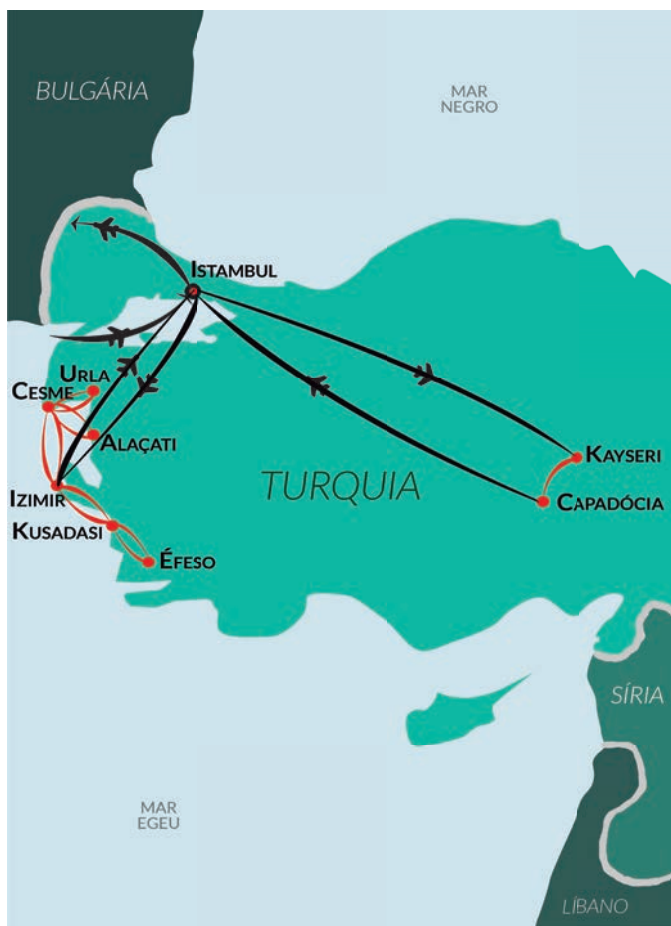 BULGÁRIA
MAR
NEGRO
ISTAMBUL
URLA
CESME
ALAÇATI
KAYSERI
TURQUIA
CAPADÓCIA
IZIMIR
KUSADASI
ÉFESO
SÍRIA
MAR
EGEU
LÍBANO